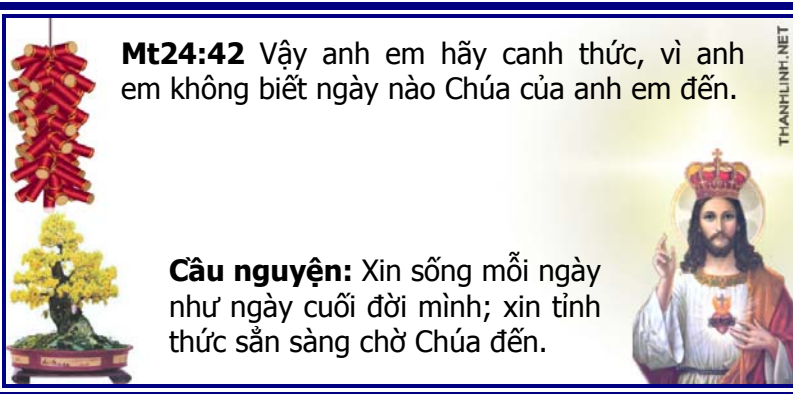 Mt24:42 Vậy anh em hãy canh thức, vì anh
em không biết ngày nào Chúa của anh em đến.
THANHLINH.NET
Cầu nguyện: Xin sống mỗi ngày
như ngày cuối đời mình; xin tỉnh
thức sẳn sàng chờ Chúa đến.